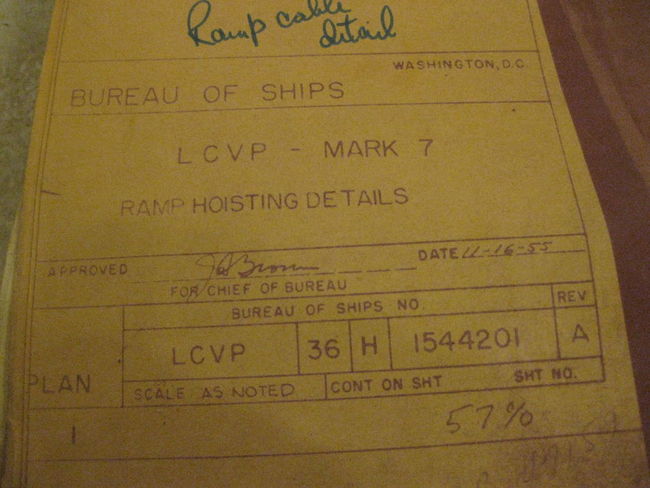 Ramp cable
detail
WASHINGTON, D.C.
BUREAU OF SHIPS
LCVP - MARK 7
RAMP HOISTING DETAILS
APPROVED J Brown DATE 11-16-55
FOR CHIEF OF BUREAU
BUREAU OF SHIPS NO. REV
LCVP 36 H 1544201 A
PLAN
SCALE AS NOTED CONT ON SHT SHT NO.
1
57%